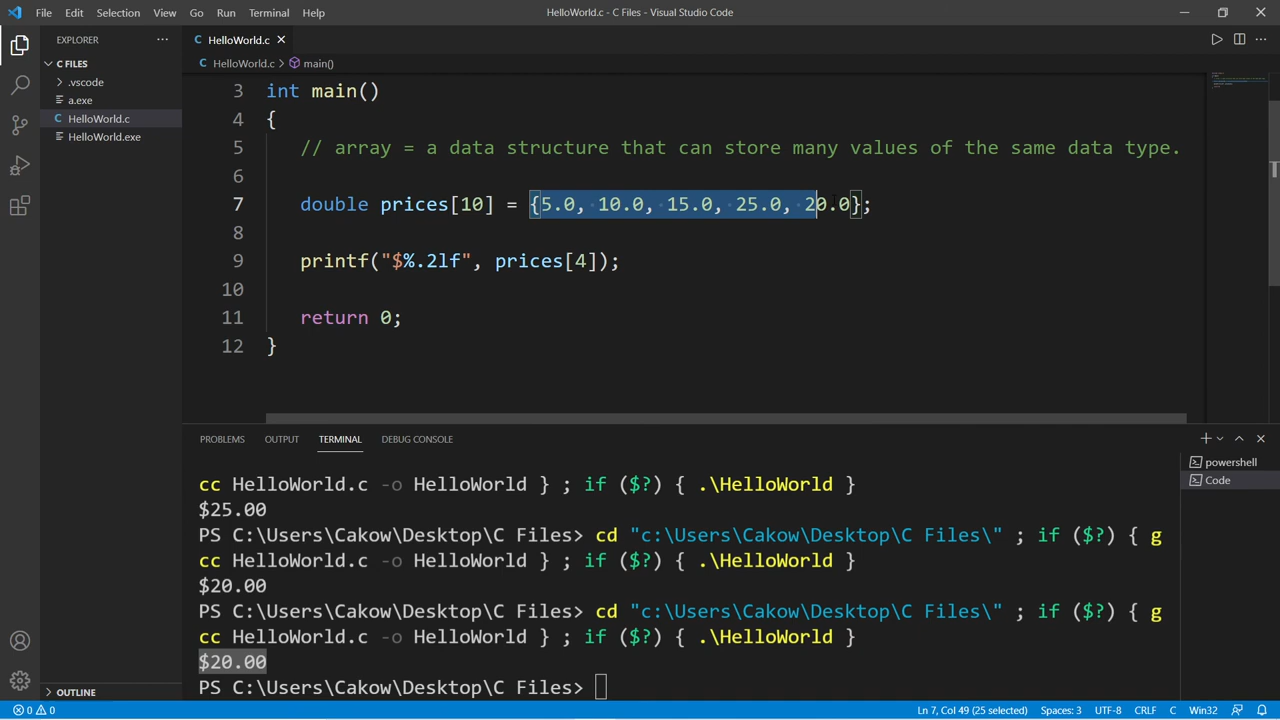 File Edit Selection View Go Run Terminal Help HelloWorld.c - C Files - Visual Studio Code
EXPLORER ···
C FILES
.vscode
a.exe
C HelloWorld.c
HelloWorld.exe
OUTLINE
C HelloWorld.c
C HelloWorld.c > main()
3 int main()
4 {
5 // array = a data structure that can store many values of the same data type.
6
7 double prices[10] = {5.0, 10.0, 15.0, 25.0, 20.0};
8
9 printf("$%.2lf", prices[4]);
10
11 return 0;
12 }
PROBLEMS OUTPUT TERMINAL DEBUG CONSOLE
cc HelloWorld.c -o HelloWorld } ; if ($?) { .\HelloWorld }
$25.00
PS C:\Users\Cakow\Desktop\C Files> cd "c:\Users\Cakow\Desktop\C Files\" ; if ($?) { g
cc HelloWorld.c -o HelloWorld } ; if ($?) { .\HelloWorld }
$20.00
PS C:\Users\Cakow\Desktop\C Files> cd "c:\Users\Cakow\Desktop\C Files\" ; if ($?) { g
cc HelloWorld.c -o HelloWorld } ; if ($?) { .\HelloWorld }
$20.00
PS C:\Users\Cakow\Desktop\C Files>
powershell
Code
0 0 Ln 7, Col 49 (25 selected) Spaces: 3 UTF-8 CRLF C Win32